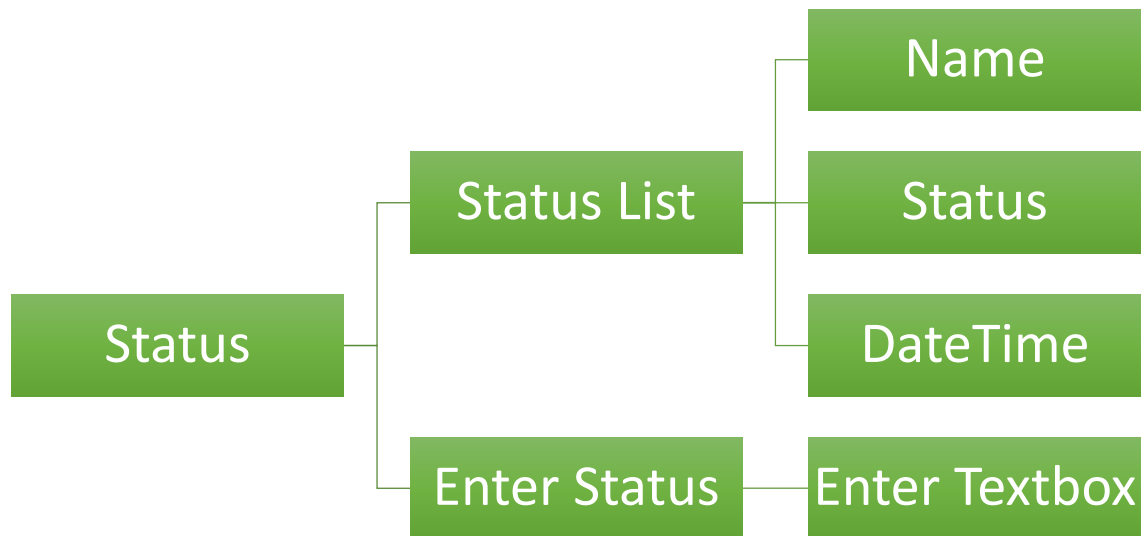 Name
Status List
Status
Status
DateTime
Enter Status
Enter Textbox